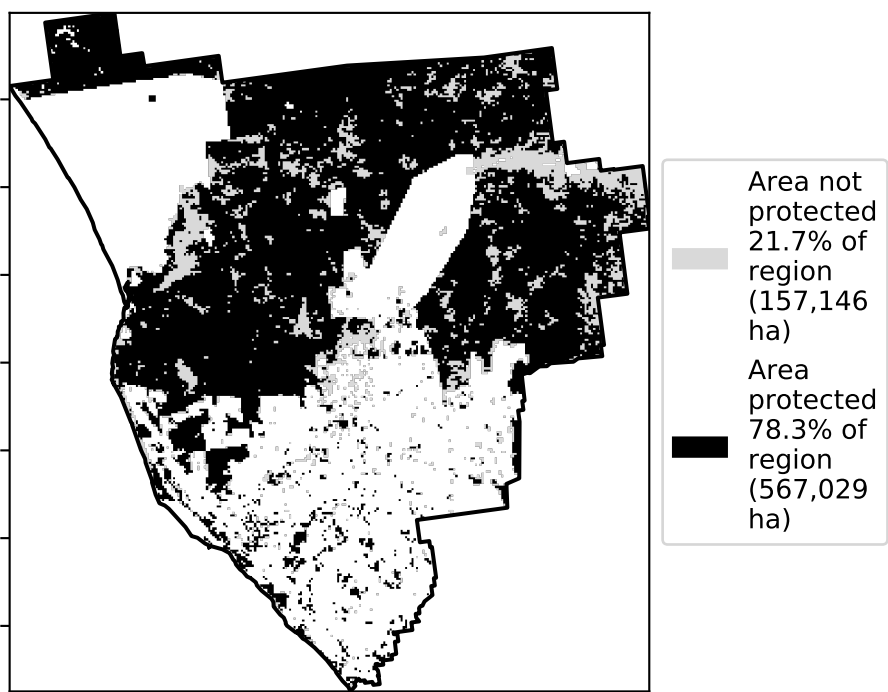 Area not
protected
21.7% of
region
(157,146
ha)
Area
protected
78.3% of
region
(567,029
ha)